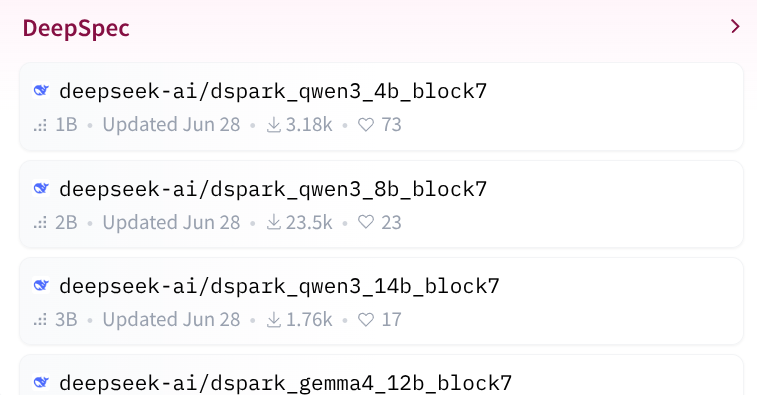 DeepSpec
deepseek-ai/dspark_qwen3_4b_block7
1B • Updated Jun 28 • 3.18k • 73
deepseek-ai/dspark_qwen3_8b_block7
2B • Updated Jun 28 • 23.5k • 23
deepseek-ai/dspark_qwen3_14b_block7
3B • Updated Jun 28 • 1.76k • 17
deepseek-ai/dspark_gemma4_12b_block7